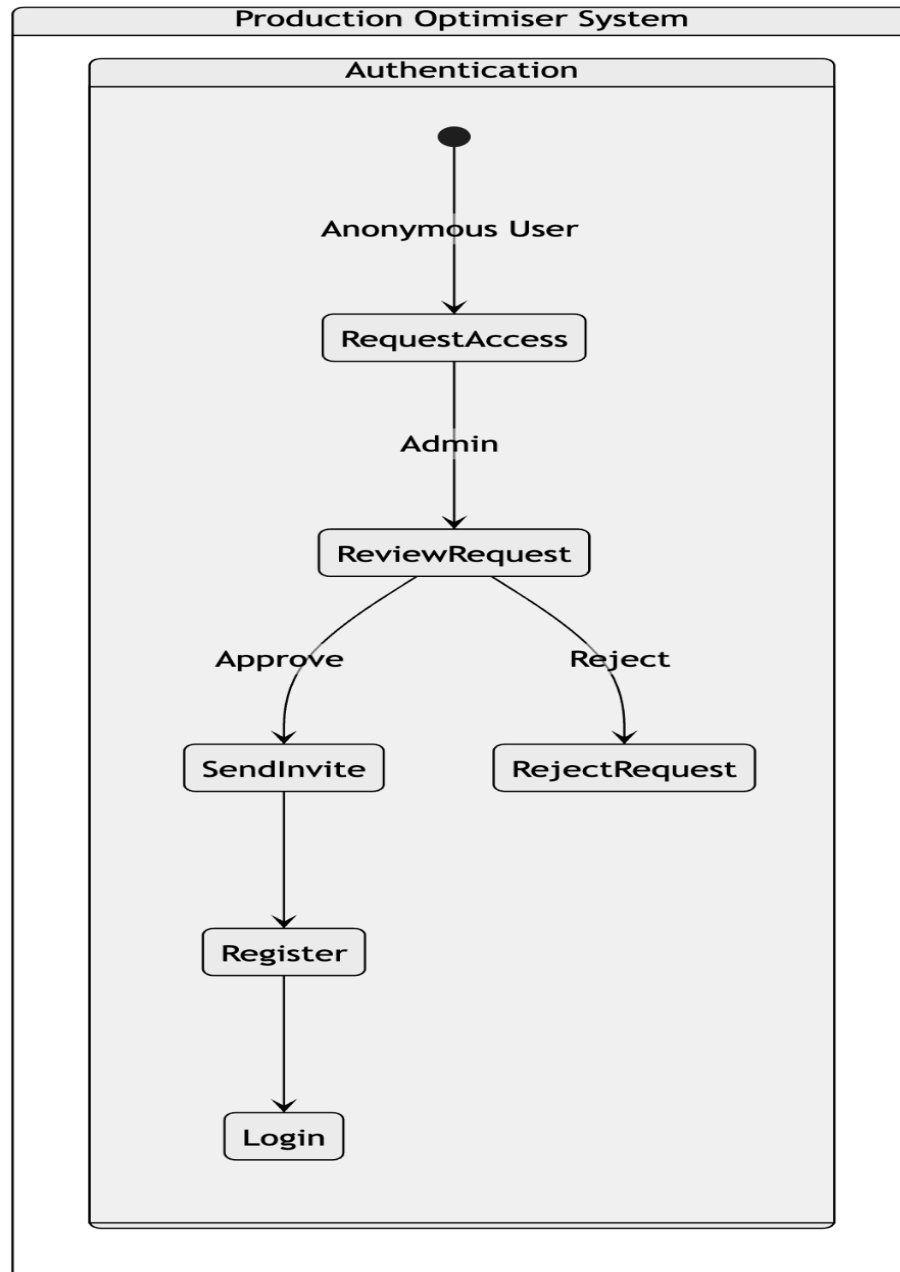 Production Optimiser System
Authentication
Anonymous User
RequestAccess
Admin
ReviewRequest
Approve
Reject
SendInvite
RejectRequest
Register
Login